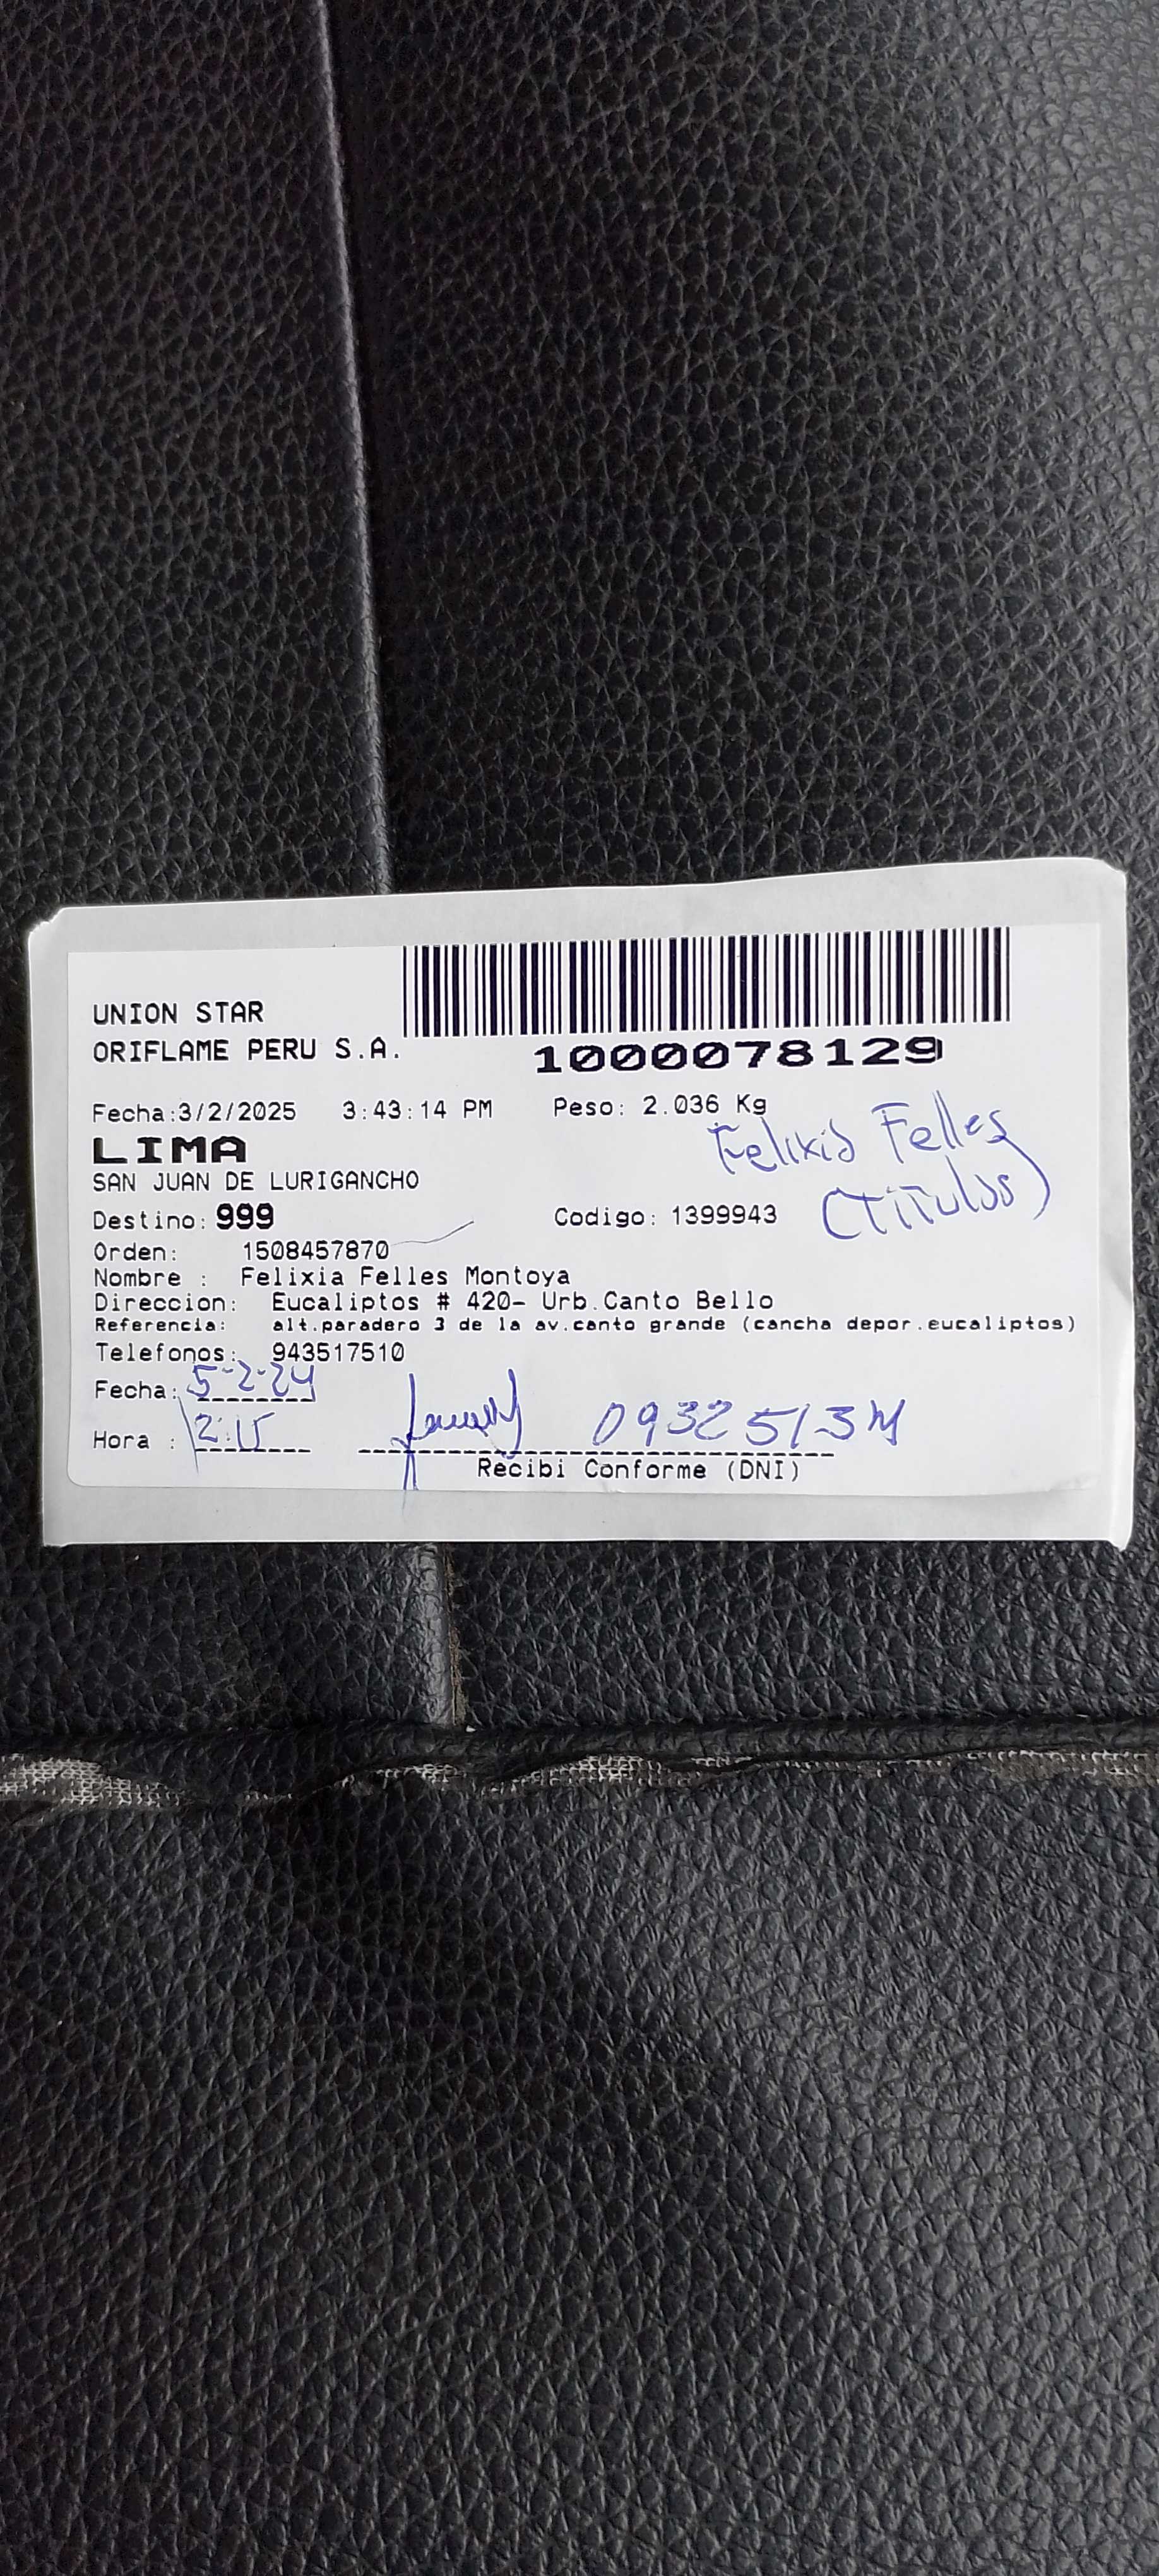 UNION STAR
ORIFLAME PERU S.A.
1000078129
Fecha:3/2/2025 3:43:14 PM Peso: 2.036 Kg
LIMA
Felixia Felles
SAN JUAN DE LURIGANCHO
(Titulos)
Destino: 999 Codigo: 1399943
Orden: 1508457870
Nombre : Felixia Felles Montoya
Direccion: Eucaliptos # 420- Urb.Canto Bello
Referencia: alt.paradero 3 de la av.canto grande (cancha depor.eucaliptos)
Telefonos: 943517510
Fecha: 5-2-24
Hora : 12:15
Recibi Conforme (DNI)